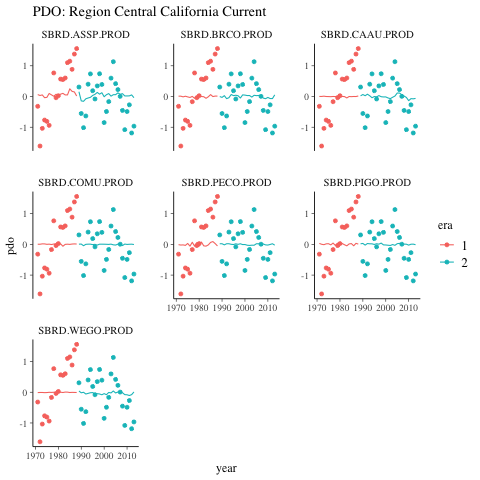 PDO: Region Central California Current
SBRD.ASSP.PROD SBRD.BRCO.PROD SBRD.CAAU.PROD
1
0
-1
SBRD.COMU.PROD SBRD.PECO.PROD SBRD.PIGO.PROD
1
0
-1
pdo
era
1
2
1970 1980 1990 2000 2010 1970 1980 1990 2000 2010
SBRD.WEGO.PROD
1
0
-1
1970 1980 1990 2000 2010
year